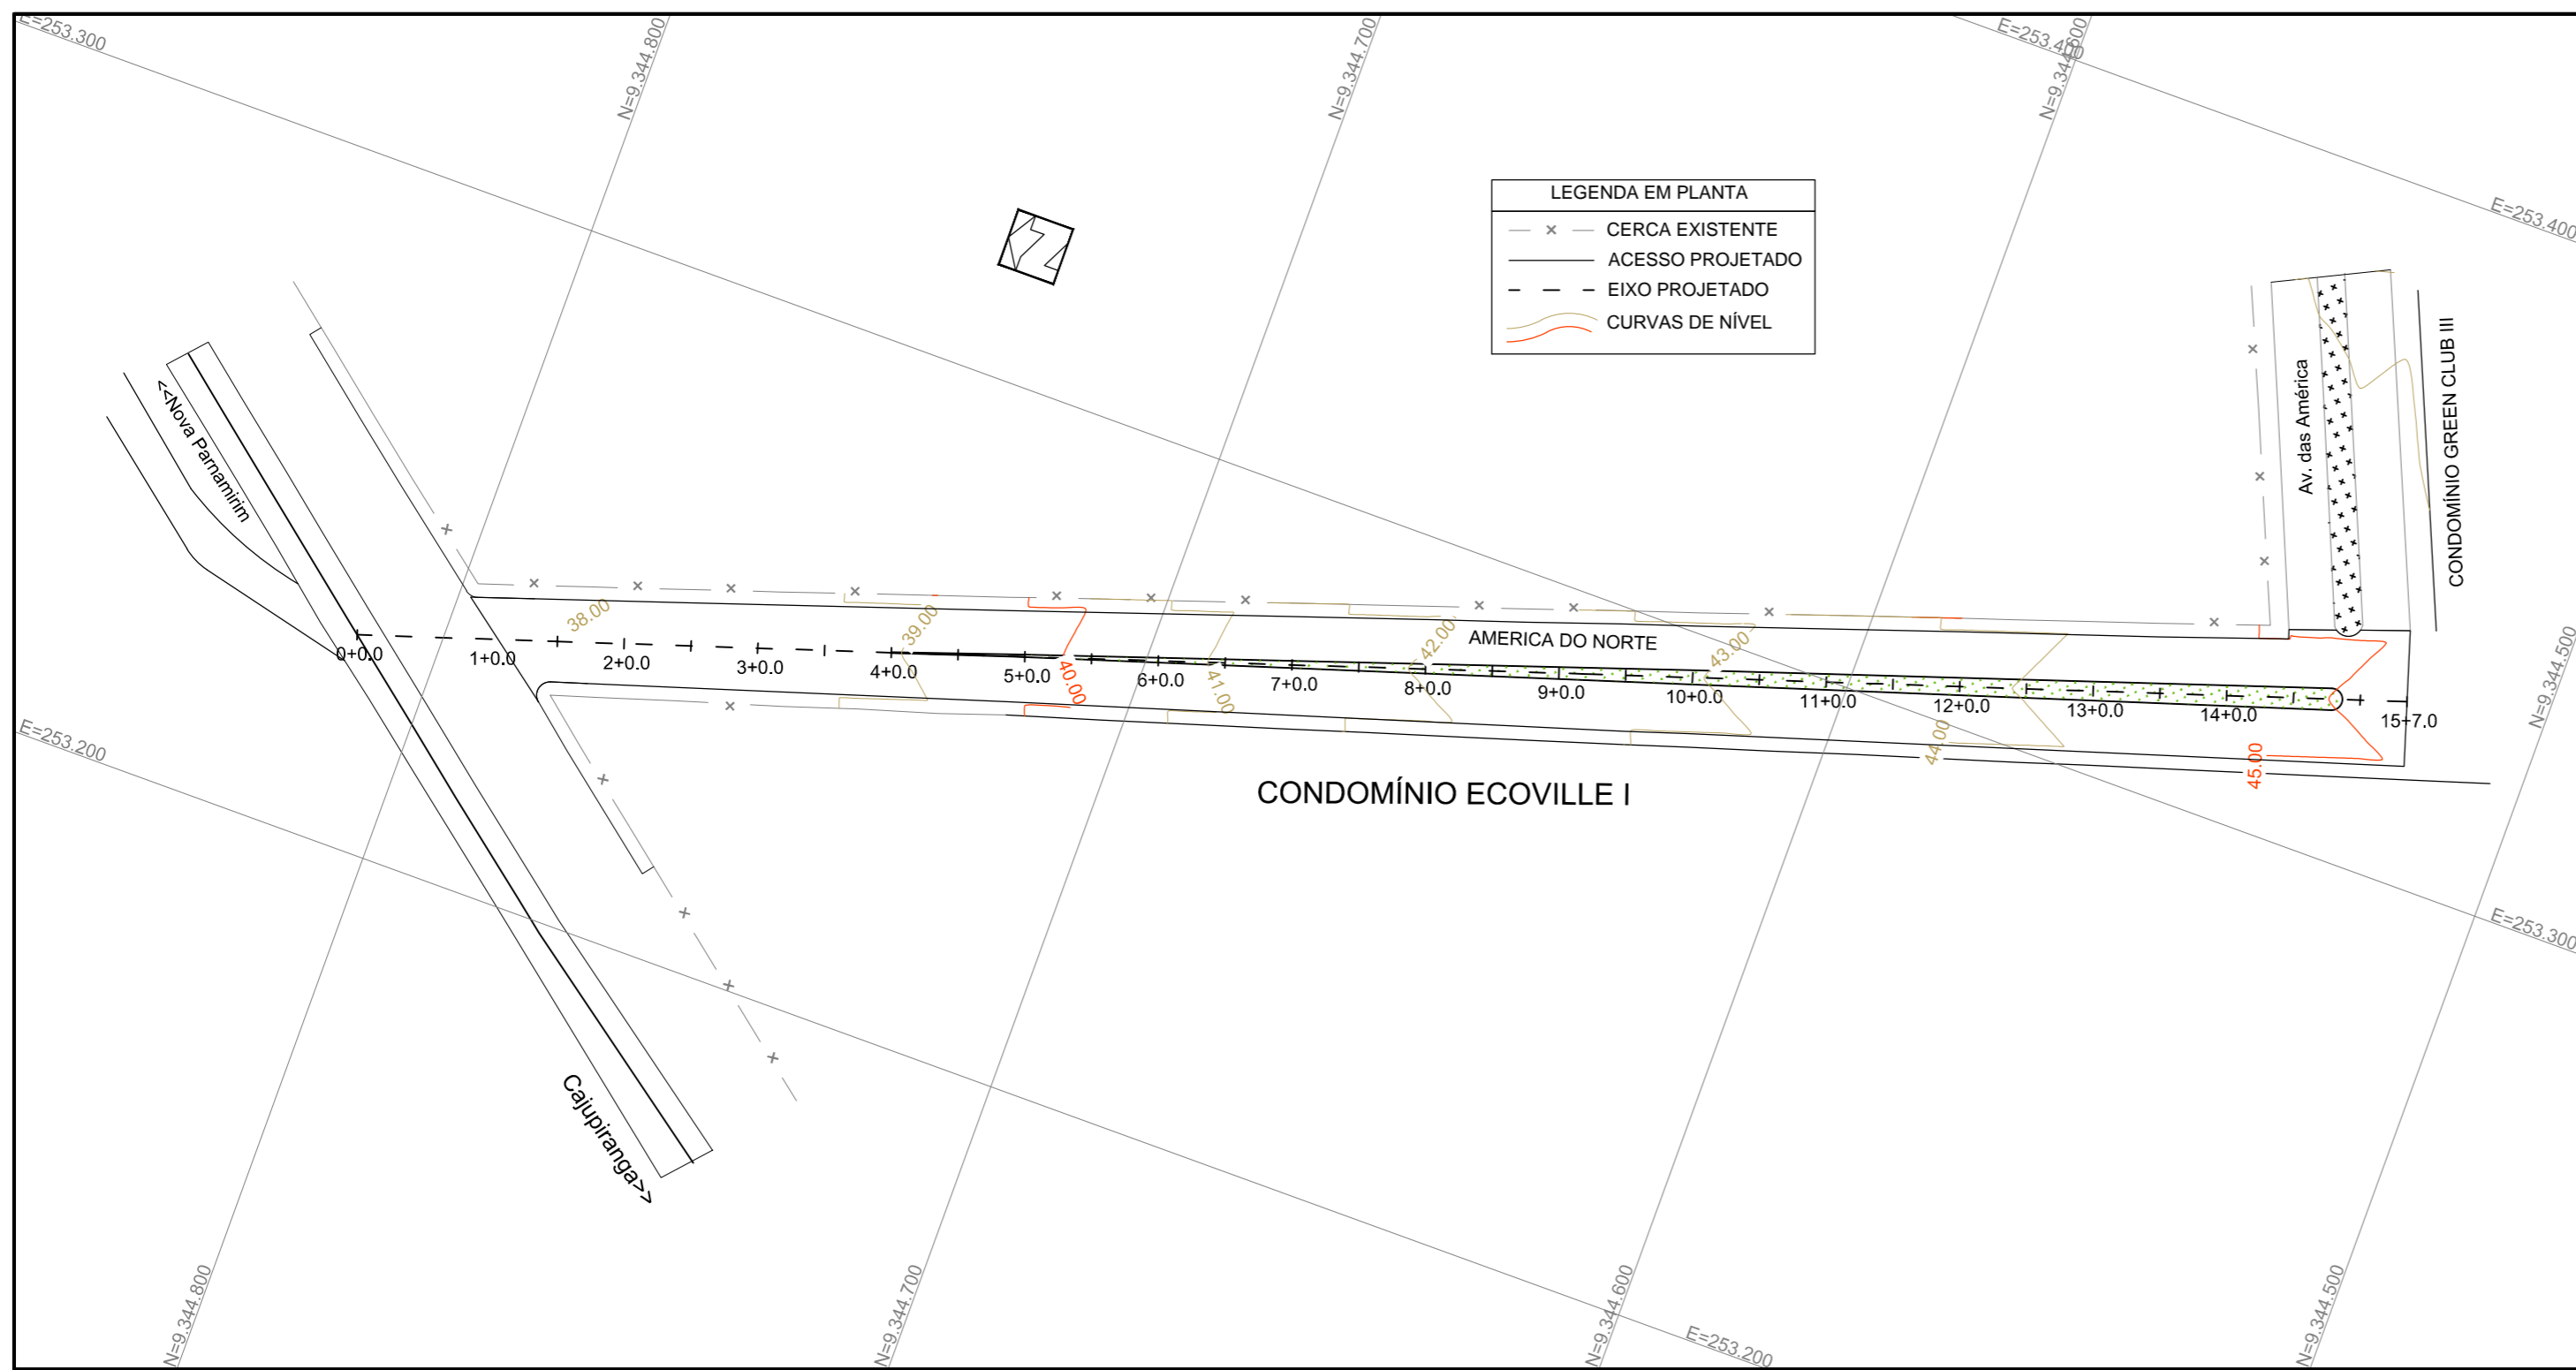 E=253.300
N=9.344.800
N=9.344.700
E=253.400
N=9.344.600
E=253.400
LEGENDA EM PLANTA
CERCA EXISTENTE
ACESSO PROJETADO
EIXO PROJETADO
CURVAS DE NÍVEL
N
<<Nova Parnamirim
Av. das América
CONDOMÍNIO GREEN CLUB III
38.00
39.00
40.00
41.00
42.00
43.00
44.00
45.00
AMERICA DO NORTE
0+0.0
1+0.0
2+0.0
3+0.0
4+0.0
5+0.0
6+0.0
7+0.0
8+0.0
9+0.0
10+0.0
11+0.0
12+0.0
13+0.0
14+0.0
15+7.0
N=9.344.500
E=253.200
CONDOMÍNIO ECOVILLE I
E=253.300
Cajupiranga>>
N=9.344.800
N=9.344.700
N=9.344.600
E=253.200
N=9.344.500